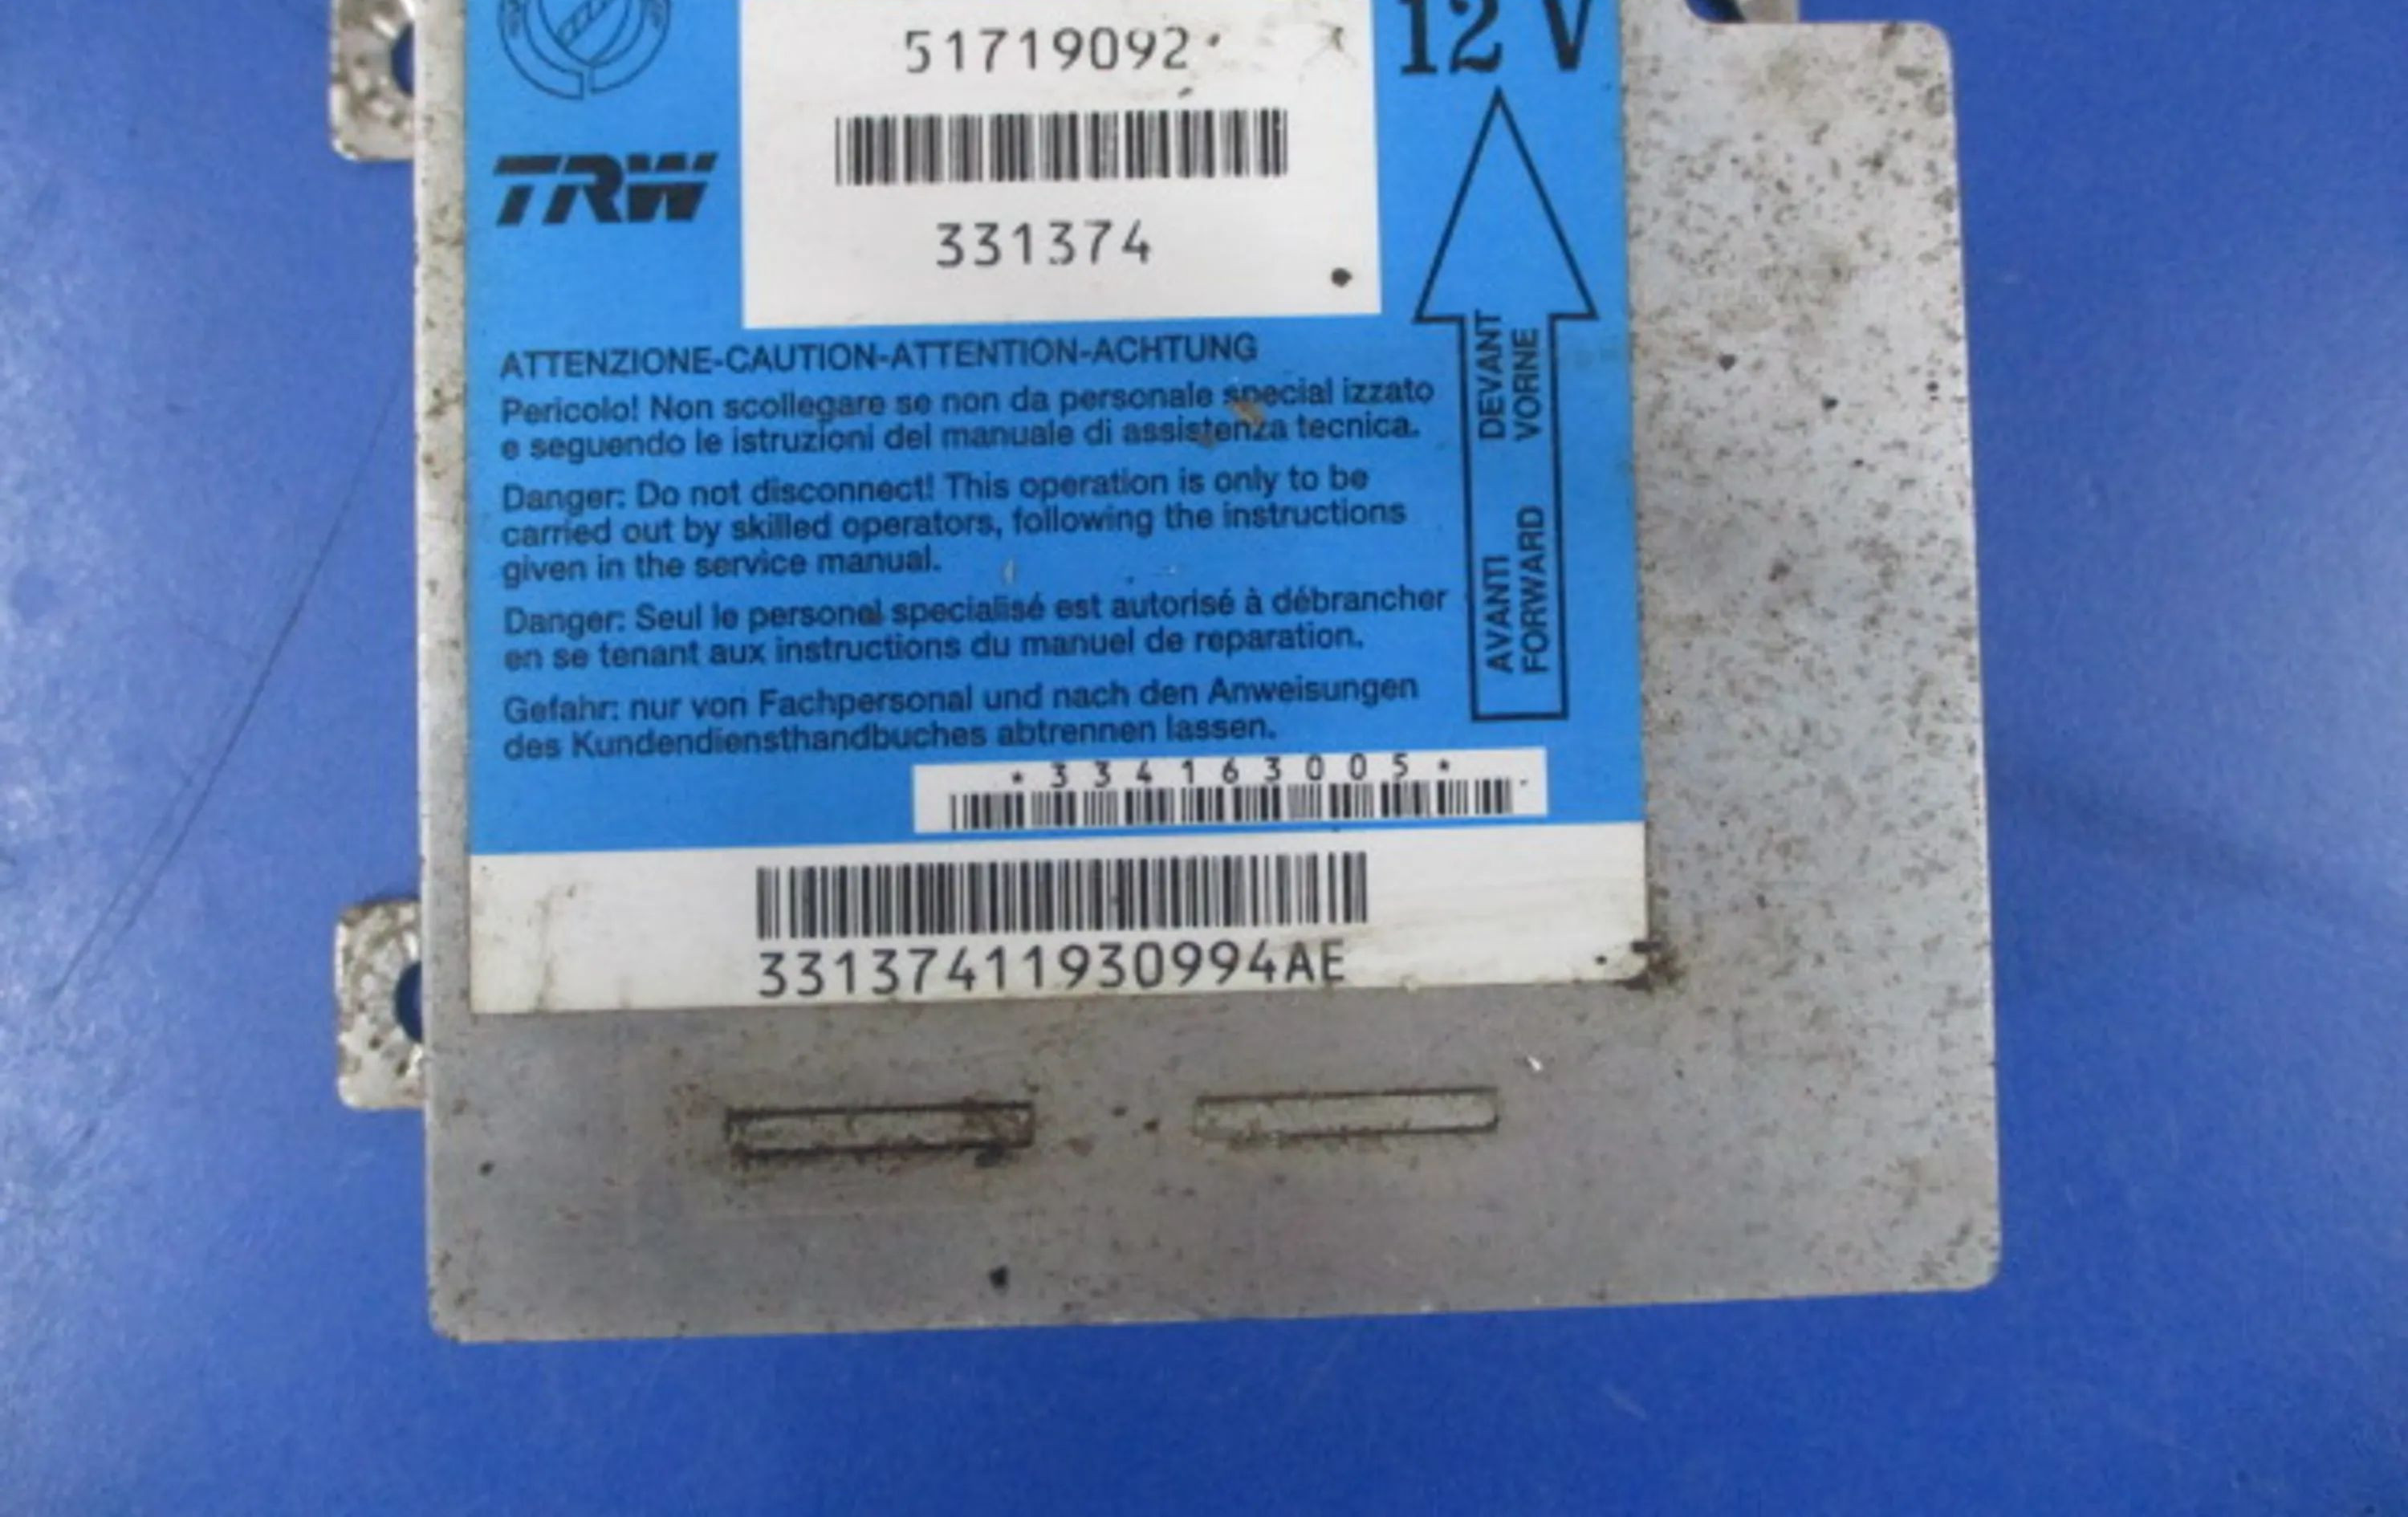 51719092
12 V
TRW
331374
ATTENZIONE-CAUTION-ATTENTION-ACHTUNG
Pericolo! Non scollegare se non da personale special izzato
e seguendo le istruzioni del manuale di assistenza tecnica.
Danger: Do not disconnect! This operation is only to be
carried out by skilled operators, following the instructions
given in the service manual.
Danger: Seul le personel specialisé est autorisé à débrancher
en se tenant aux instructions du manuel de reparation.
Gefahr: nur von Fachpersonal und nach den Anweisungen
des Kundendiensthandbuches abtrennen lassen.
AVANTI DEVANT
FORWARD VORNE
*334163005*
33137411930994AE